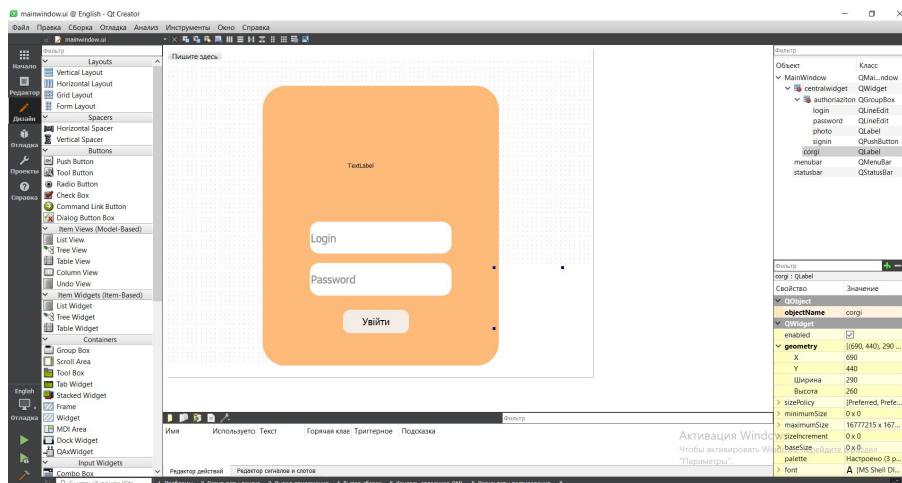 mainwindow.ui @ English - Qt Creator
Файл Правка Сборка Отладка Анализ Инструменты Окно Справка
mainwindow.ui
Начало
Редактор
Дизайн
Отладка
Проекты
Справка
English
Отладка
Фильтр
Layouts
Vertical Layout
Horizontal Layout
Grid Layout
Form Layout
Spacers
Horizontal Spacer
Vertical Spacer
Buttons
Push Button
Tool Button
Radio Button
Check Box
Command Link Button
Dialog Button Box
Item Views (Model-Based)
List View
Tree View
Table View
Column View
Undo View
Item Widgets (Item-Based)
List Widget
Tree Widget
Table Widget
Containers
Group Box
Scroll Area
Tool Box
Tab Widget
Stacked Widget
Frame
Widget
MDI Area
Dock Widget
QAxWidget
Input Widgets
Combo Box
Пишите здесь
TextLabel
Login
Password
Увійти
Фильтр
Имя Используетс Текст Горячая клав Триггерное Подсказка
Редактор действий Редактор сигналов и слотов
Фильтр
Объект Класс
MainWindow QMai...ndow
centralwidget QWidget
authoriaziton QGroupBox
login QLineEdit
password QLineEdit
photo QLabel
signin QPushButton
corgi QLabel
menubar QMenuBar
statusbar QStatusBar
Фильтр
corgi : QLabel
Свойство Значение
QObject
objectName corgi
QWidget
enabled
geometry [(690, 440), 290 ...
X 690
Y 440
Ширина 290
Высота 260
sizePolicy [Preferred, Prefe...
minimumSize 0 x 0
maximumSize 16777215 x 167...
sizeIncrement 0 x 0
baseSize 0 x 0
palette Настроено (3 р...
font A [MS Shell Dl...
Активация Windows
Чтобы активировать Windows, перейдите в раздел
"Параметры".